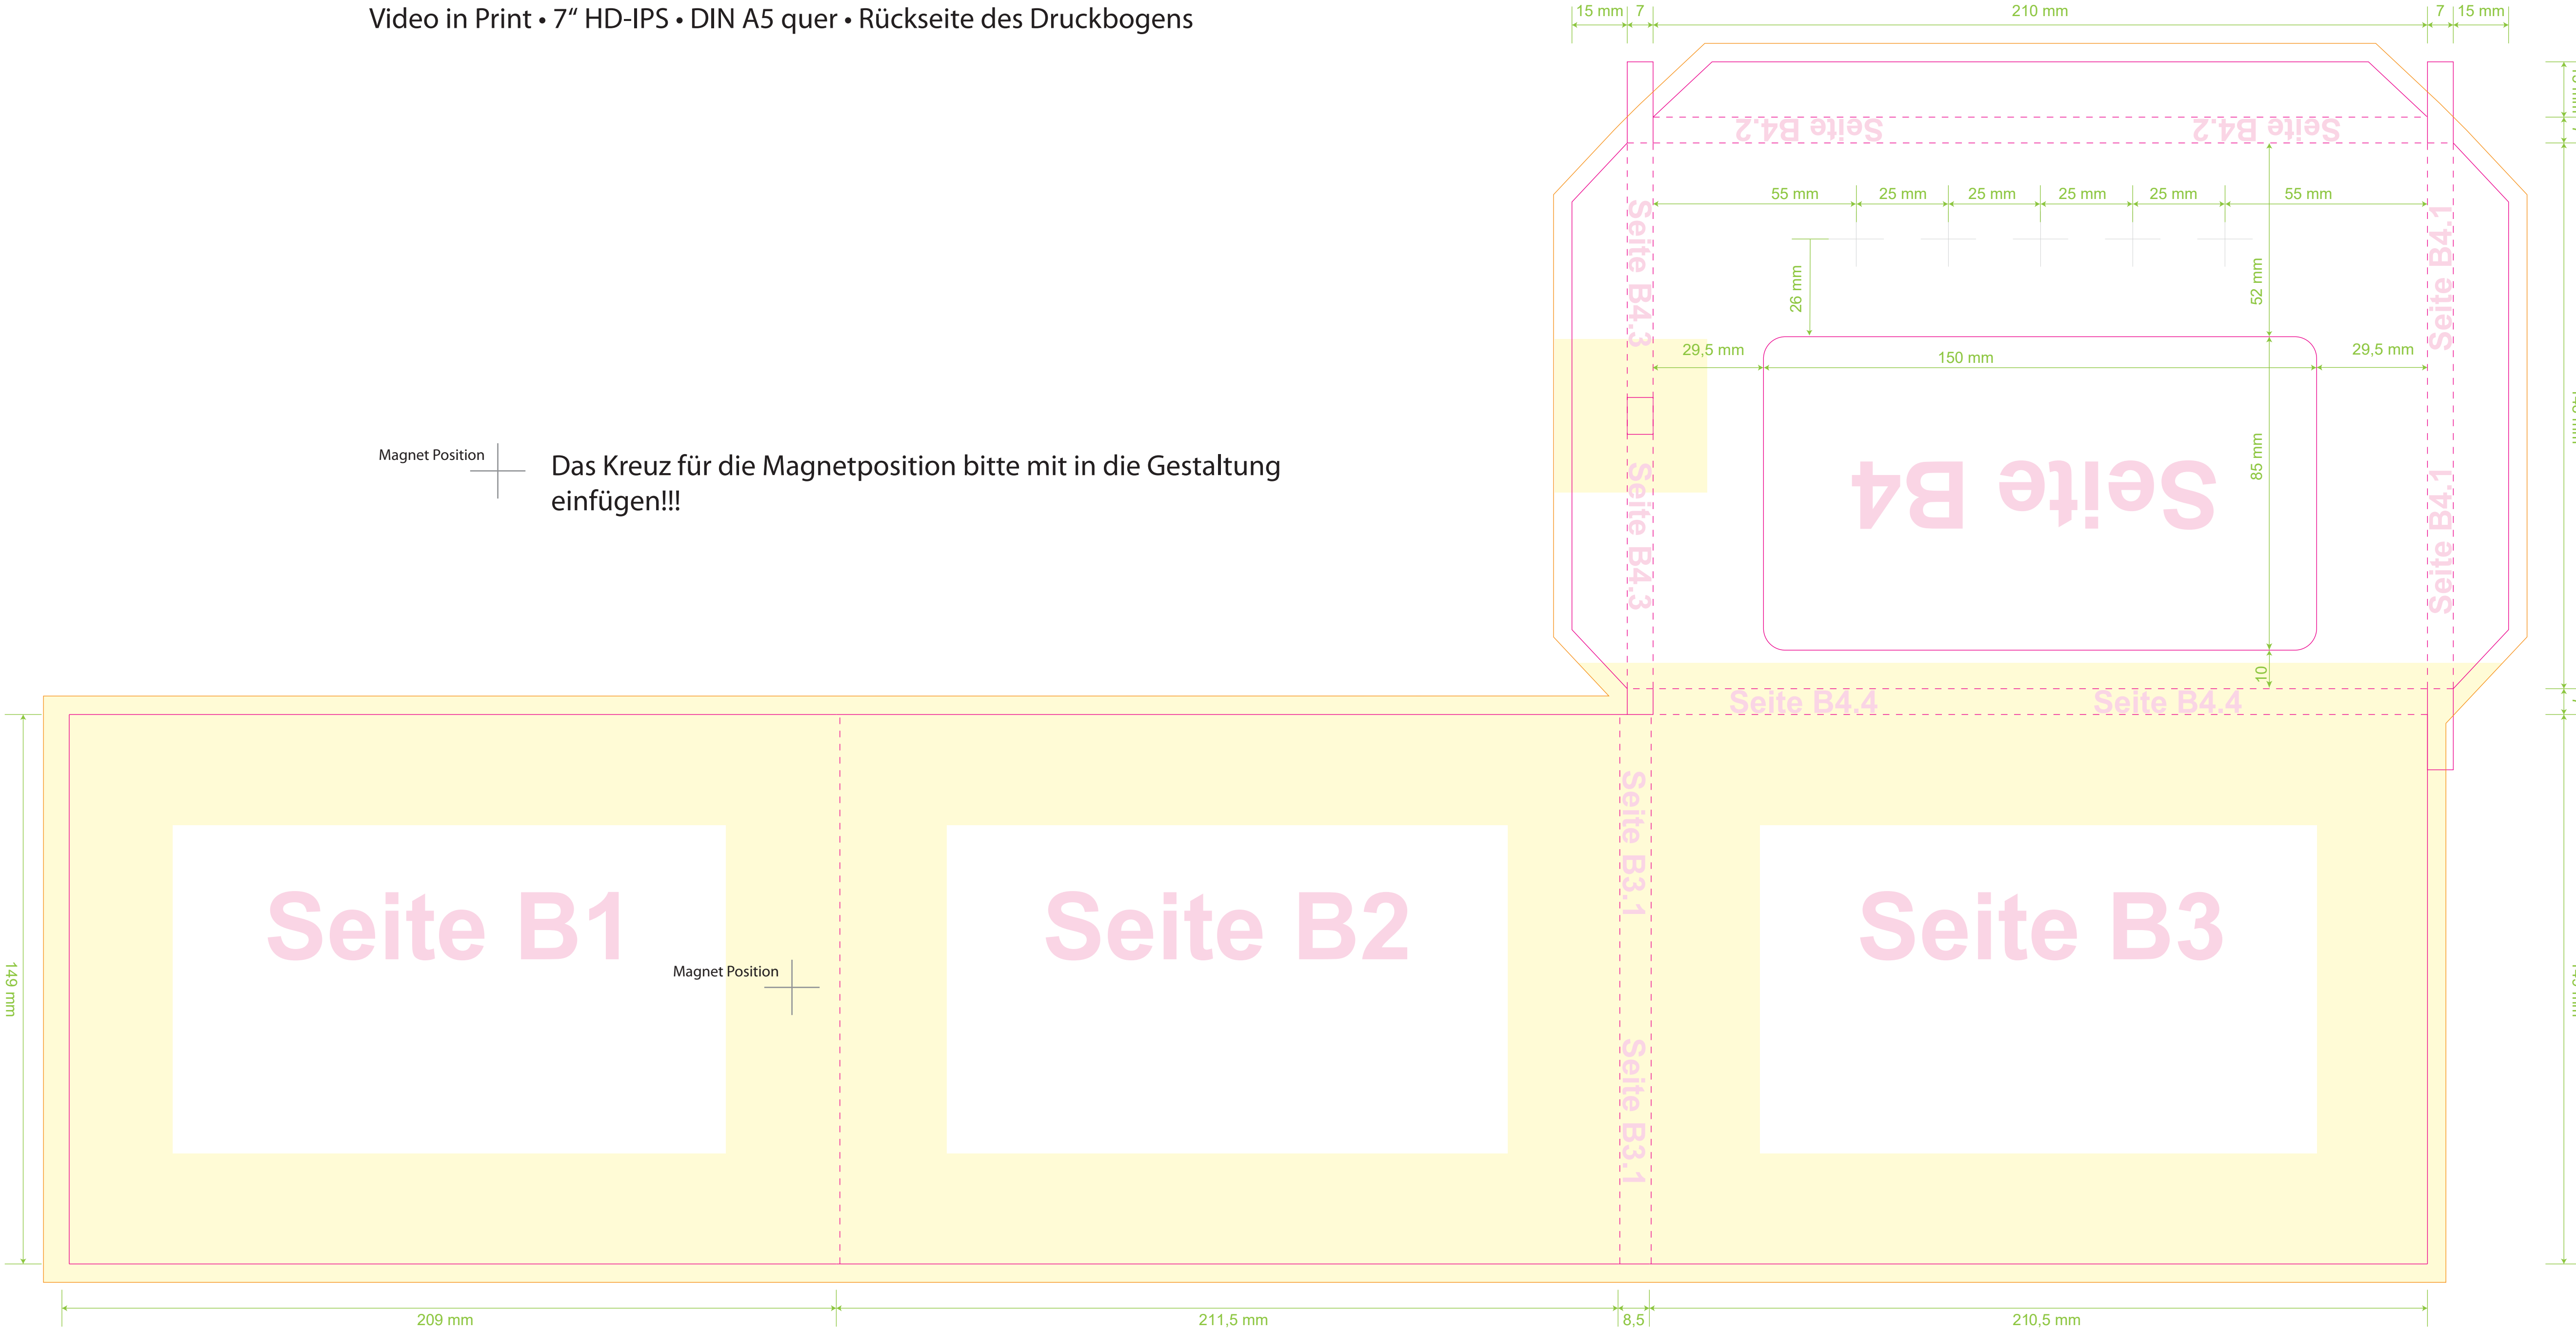 Video in Print • 7“ HD-IPS • DIN A5 quer • Rückseite des Druckbogens
15 mm 7 210 mm 7 15 mm
Seite B4.2 Seite B4.2
55 mm 25 mm 25 mm 25 mm 25 mm 55 mm
Seite B4.3
Seite B4.1
26 mm
52 mm
29,5 mm 150 mm 29,5 mm
Magnet Position
Das Kreuz für die Magnetposition bitte mit in die Gestaltung
einfügen!!!
85 mm
Seite B4
Seite B4.3
Seite B4.1
10
Seite B4.4 Seite B4.4
Seite B3.1
Seite B1 Seite B2 Seite B3
Magnet Position
149 mm
Seite B3.1
209 mm 211,5 mm 8,5 210,5 mm